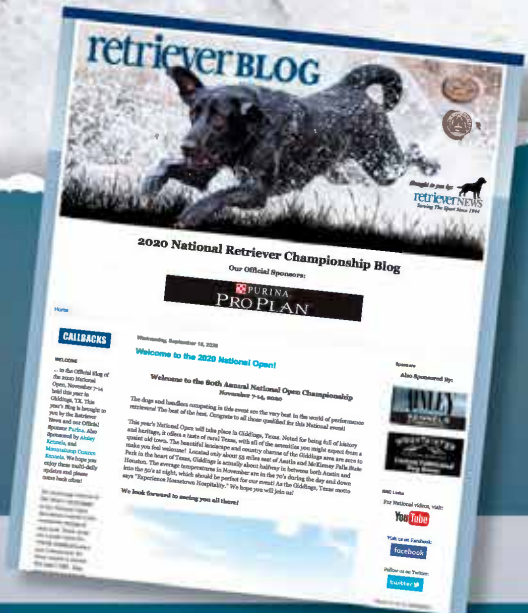 retriever BLOG
Brought to you by:
retrieverNEWS
Serving The Sport Since 1964
2020 National Retriever Championship Blog
Our Official Sponsors:
PURINA
PRO PLAN
Home
CALLBACKS
WELCOME
... to the Official Blog of
the 2020 National
Open, November 7-14
held this year in
Giddings, TX. This
year's Blog is brought to
you by the Retriever
News and our Official
Sponsor Purina. Also
Sponsored by Ainley
Kennels, and
Kennels. We hope you
enjoy these multi-daily
updates and please
come back often!
Wednesday, September 16, 2020
Welcome to the 2020 National Open!
Welcome to the 80th Annual National Open Championship
November 7-14, 2020
The dogs and handlers competing in this event are the very best in the world of performance
retrievers! The best of the best. Congrats to all those qualified for this National event!
This year's National Open will take place in Giddings, Texas. Noted for being full of history
and heritage, it offers a taste of rural Texas, with all of the amenities you might expect from a
quaint old town. The beautiful landscape and country charms of the Giddings area are sure to
make you feel welcome! Located only about 55 miles east of Austin and McKinney Falls State
Park in the heart of Texas, Giddings is actually about halfway in between both Austin and
Houston. The average temperatures in November are in the 70's during the day and down
into the 50's at night, which should be perfect for our event! As the Giddings, Texas motto
says "Experience Hometown Hospitality." We hope you will join us!
We look forward to seeing you all there!
Sponsors
Also Sponsored By:
KENNELS
Links
For National videos, visit:
YouTube
Visit us on Facebook:
facebook
Follow us on Twitter:
twitter